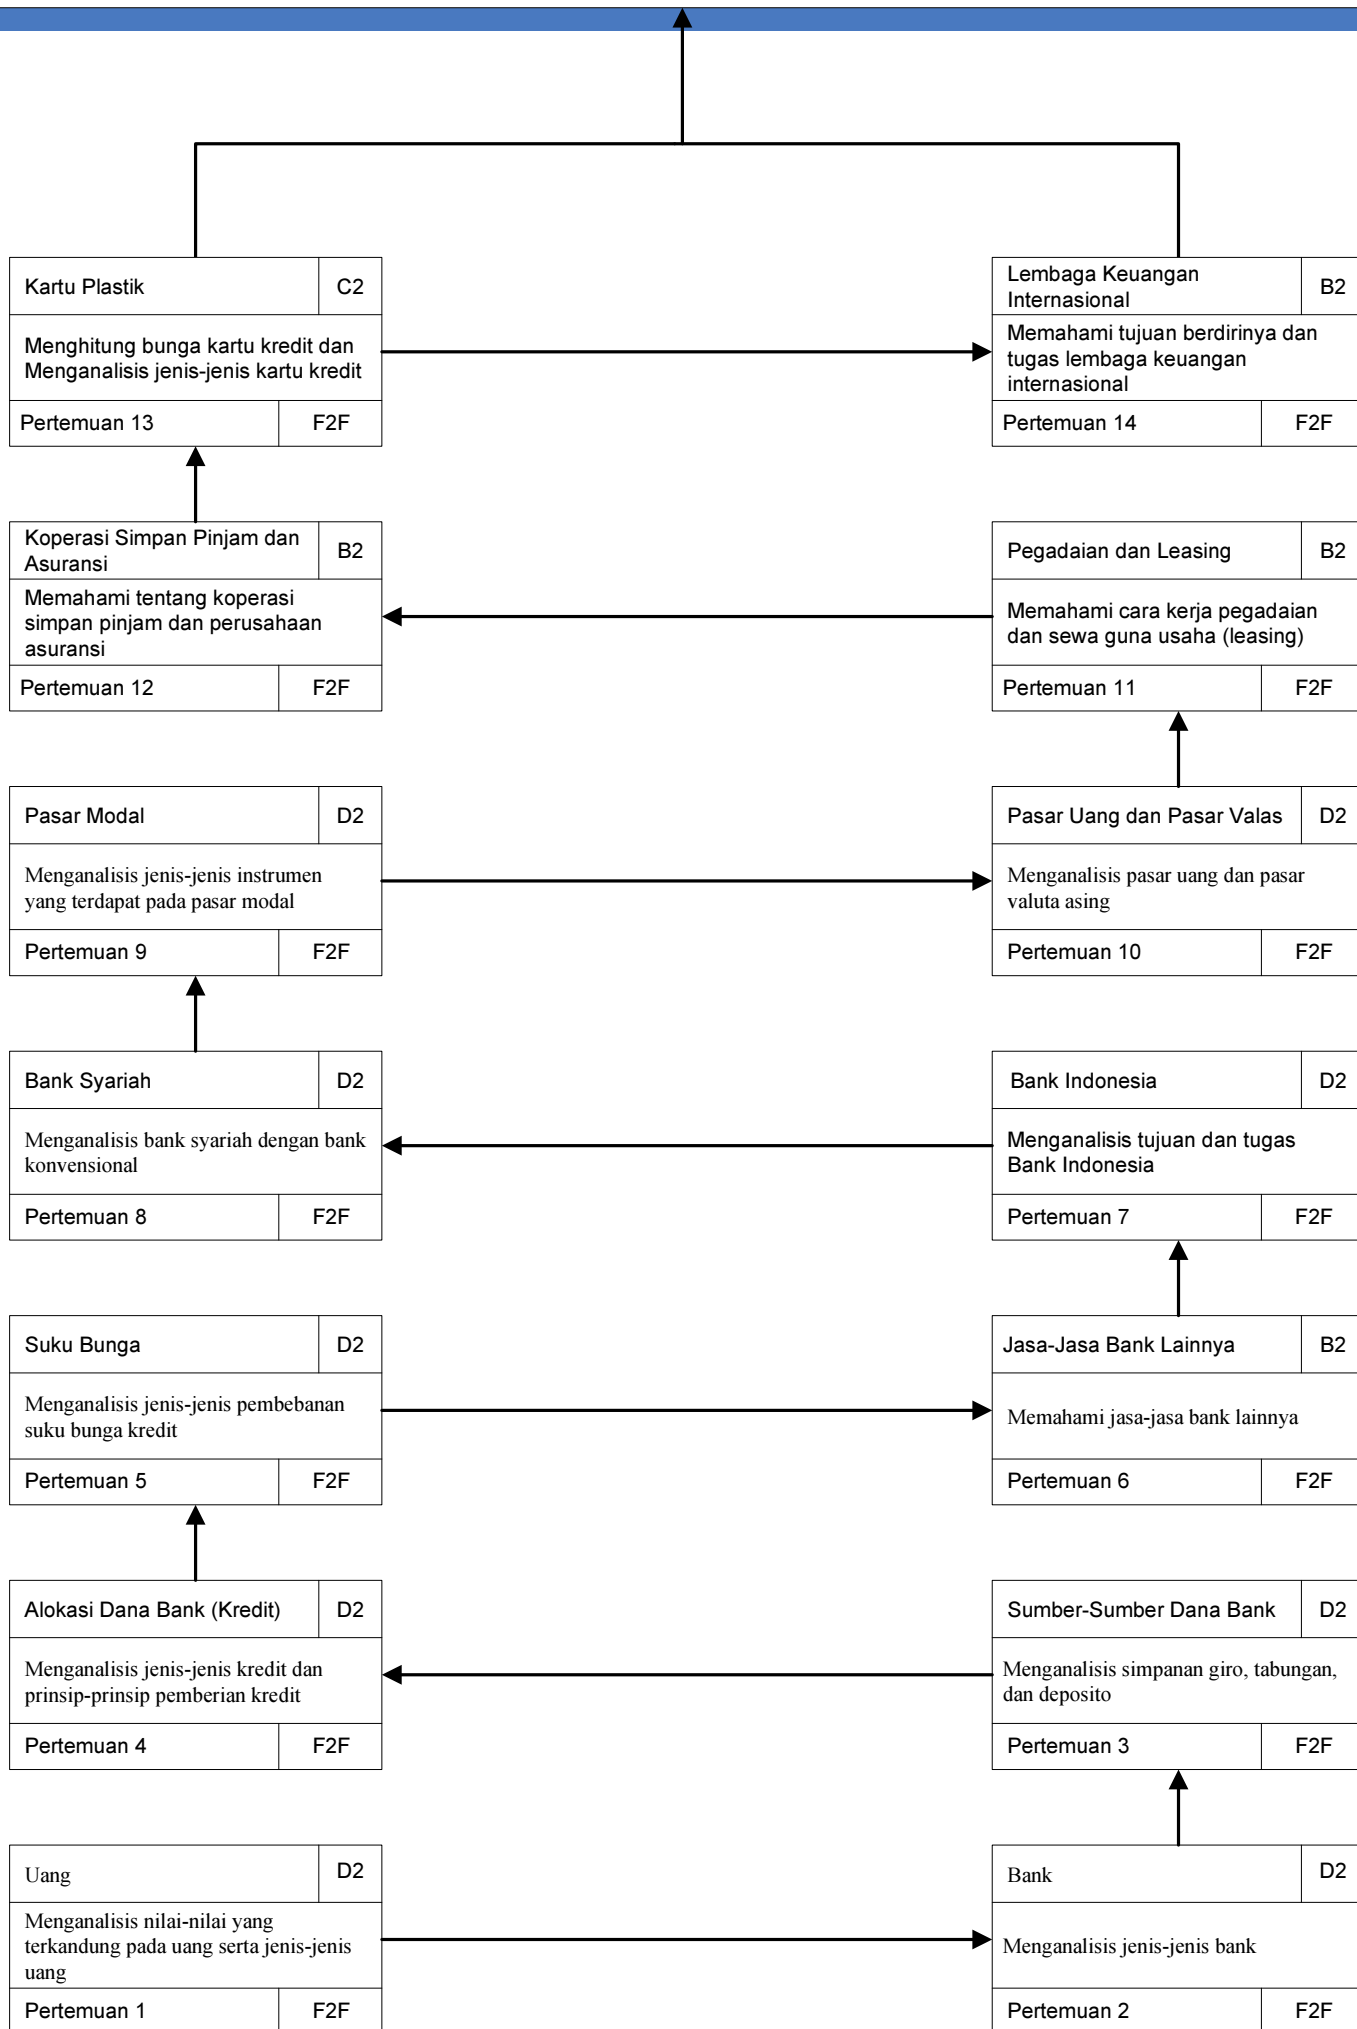 Kartu Plastik
C2
Menghitung bunga kartu kredit dan
Menganalisis jenis-jenis kartu kredit
Pertemuan 13
F2F
Lembaga Keuangan
Internasional
B2
Memahami tujuan berdirinya dan
tugas lembaga keuangan
internasional
Pertemuan 14
F2F
Koperasi Simpan Pinjam dan
Asuransi
B2
Memahami tentang koperasi
simpan pinjam dan perusahaan
asuransi
Pertemuan 12
F2F
Pegadaian dan Leasing
B2
Memahami cara kerja pegadaian
dan sewa guna usaha (leasing)
Pertemuan 11
F2F
Pasar Modal
D2
Menganalisis jenis-jenis instrumen
yang terdapat pada pasar modal
Pertemuan 9
F2F
Pasar Uang dan Pasar Valas
D2
Menganalisis pasar uang dan pasar
valuta asing
Pertemuan 10
F2F
Bank Syariah
D2
Menganalisis bank syariah dengan bank
konvensional
Pertemuan 8
F2F
Bank Indonesia
D2
Menganalisis tujuan dan tugas
Bank Indonesia
Pertemuan 7
F2F
Suku Bunga
D2
Menganalisis jenis-jenis pembebanan
suku bunga kredit
Pertemuan 5
F2F
Jasa-Jasa Bank Lainnya
B2
Memahami jasa-jasa bank lainnya
Pertemuan 6
F2F
Alokasi Dana Bank (Kredit)
D2
Menganalisis jenis-jenis kredit dan
prinsip-prinsip pemberian kredit
Pertemuan 4
F2F
Sumber-Sumber Dana Bank
D2
Menganalisis simpanan giro, tabungan,
dan deposito
Pertemuan 3
F2F
Uang
D2
Menganalisis nilai-nilai yang
terkandung pada uang serta jenis-jenis
uang
Pertemuan 1
F2F
Bank
D2
Menganalisis jenis-jenis bank
Pertemuan 2
F2F